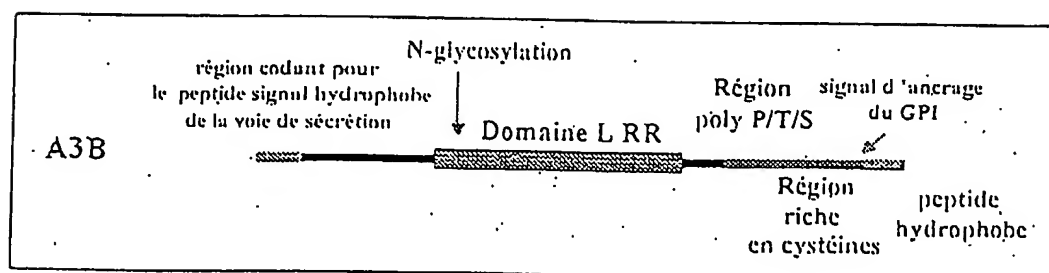 N-glycosylation
région codant pour
le peptide signal hydrophobe
de la voie de sécrétion
Région
poly P/T/S
signal d'ancrage
du GPI
A3B
Domaine LRR
Région
riche
en cystéines
peptide
hydrophobe